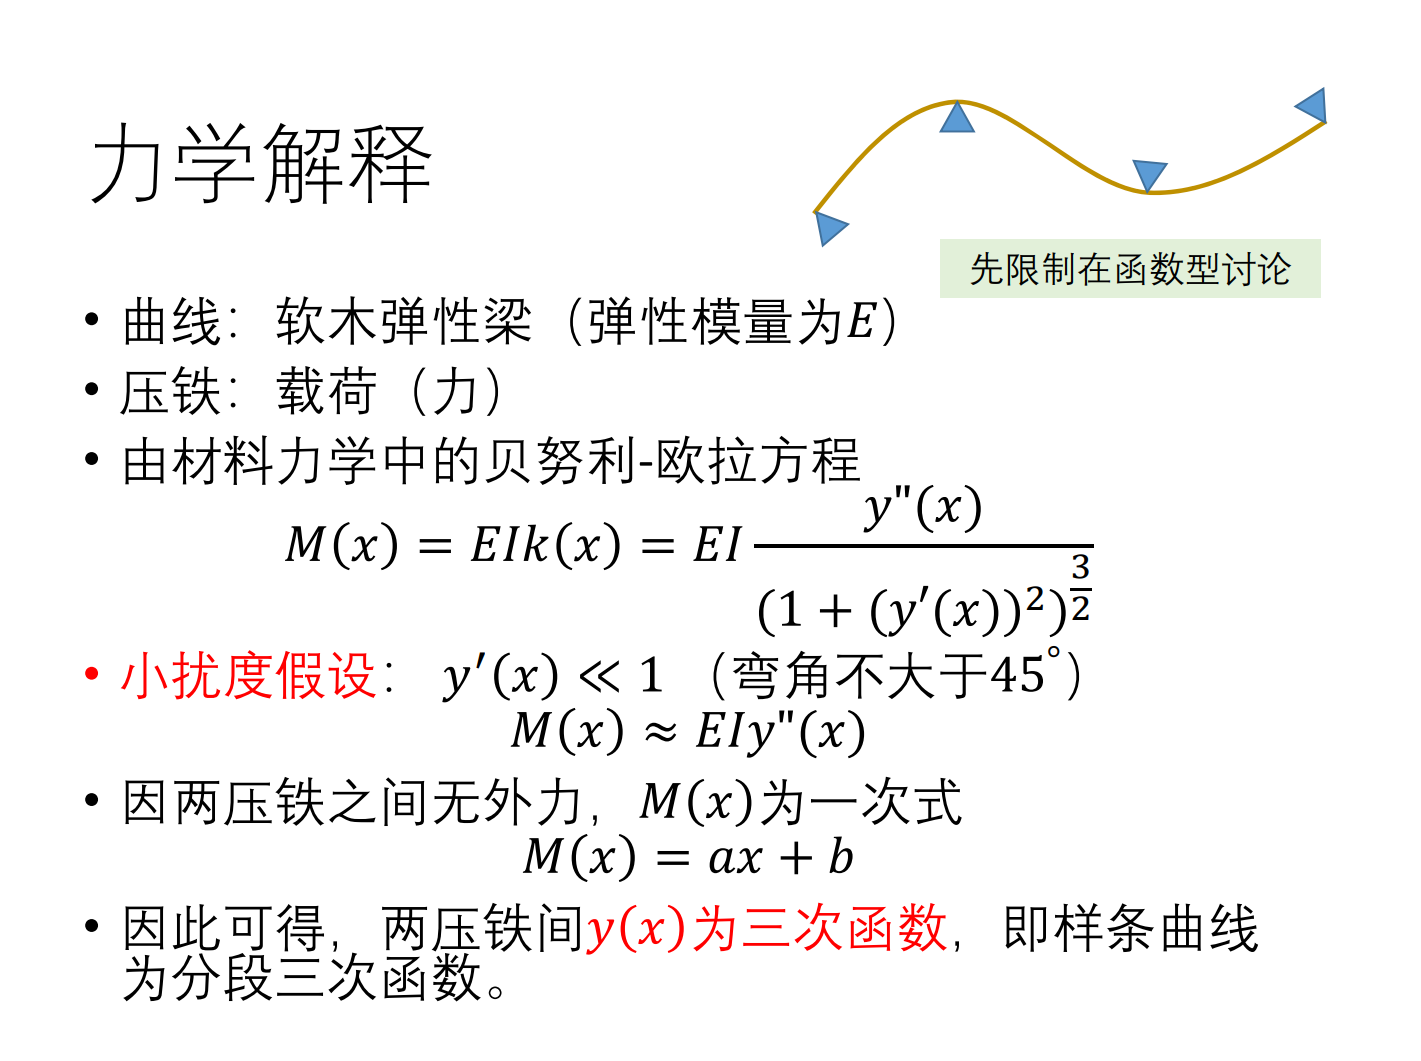 力学解释
先限制在函数型讨论
• 曲线：软木弹性梁（弹性模量为E）
• 压铁：载荷（力）
• 由材料力学中的贝努利-欧拉方程
M(x) = EIk(x) = EI y"(x) / (1 + (y′(x))²)^(3/2)
• 小扰度假设： y′(x) ≪ 1 （弯角不大于45°）
M(x) ≈ EIy"(x)
• 因两压铁之间无外力，M(x)为一次式
M(x) = ax + b
• 因此可得，两压铁间y(x)为三次函数，即样条曲线
为分段三次函数。